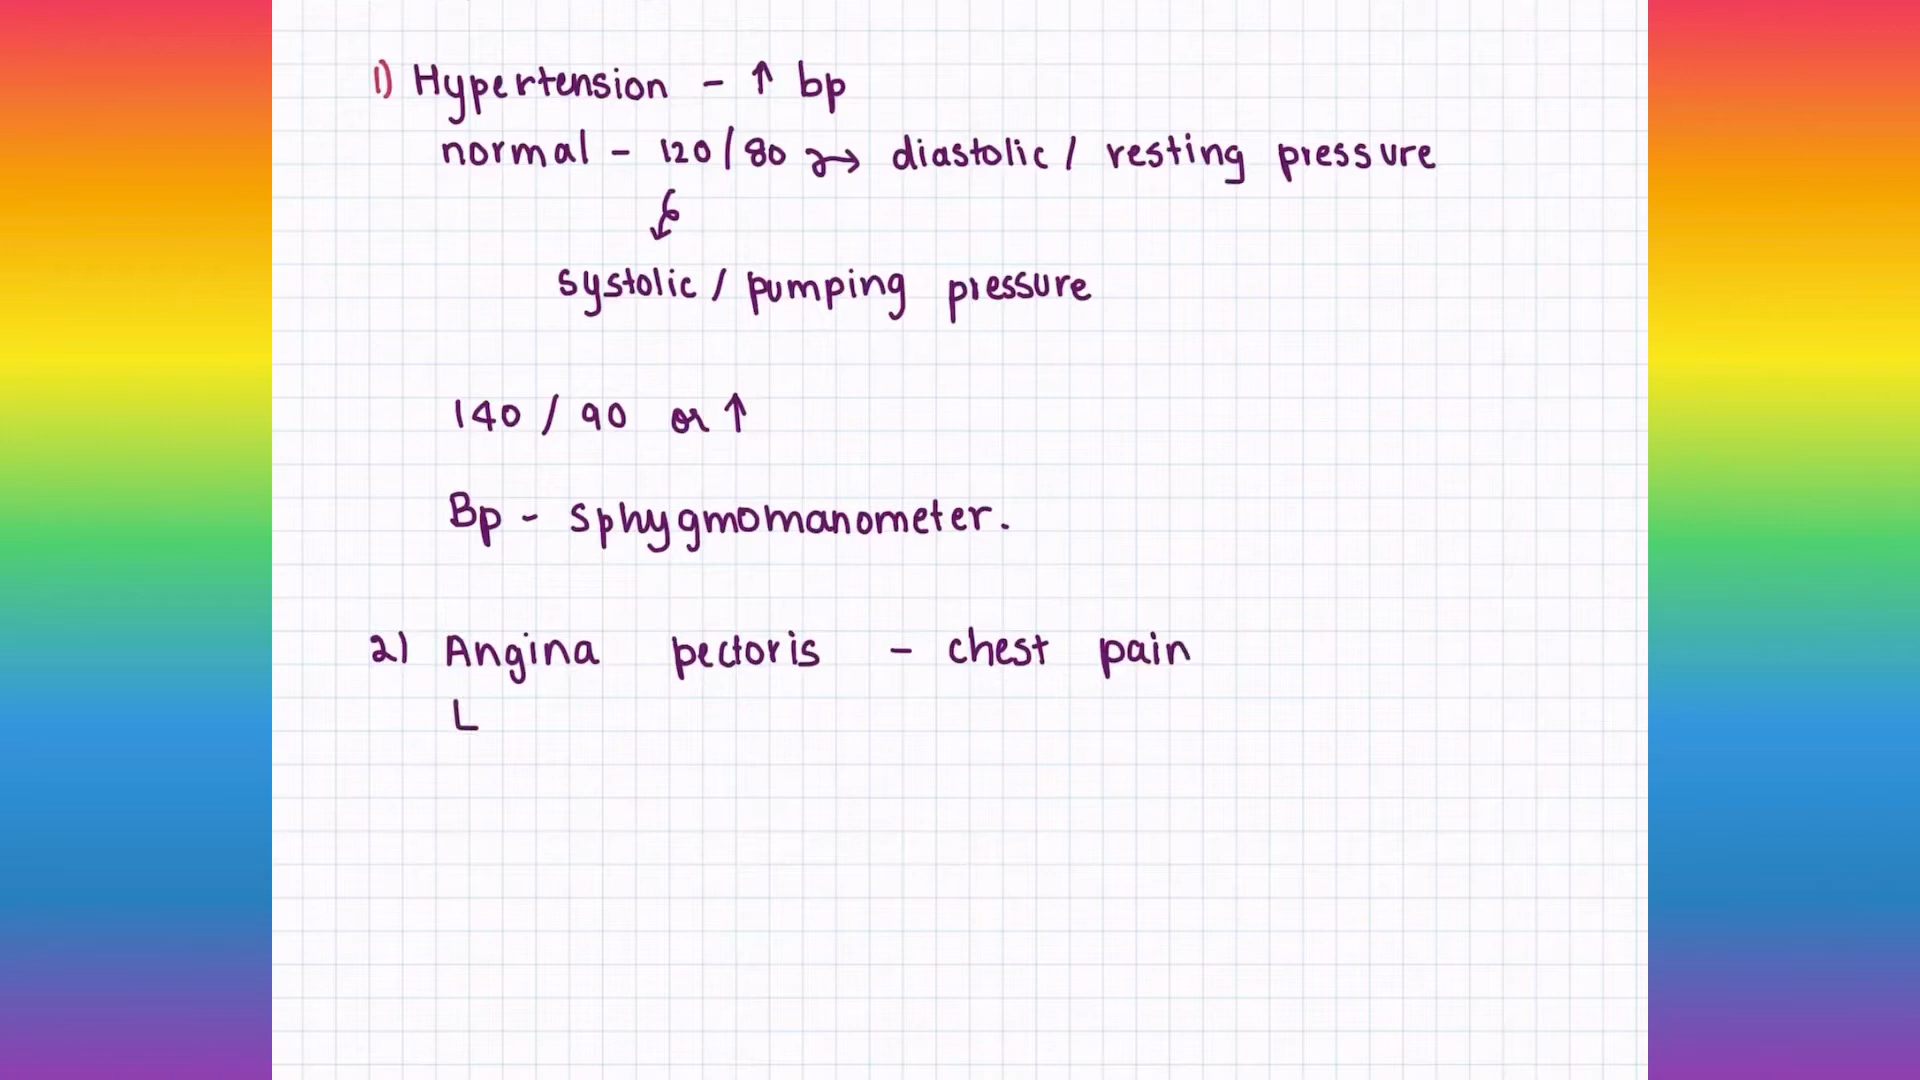 1) Hypertension - ↑ bp
normal - 120/80 → diastolic / resting pressure
systolic / pumping pressure
140 / 90 or ↑
Bp - sphygmomanometer.
2) Angina pectoris - chest pain
L